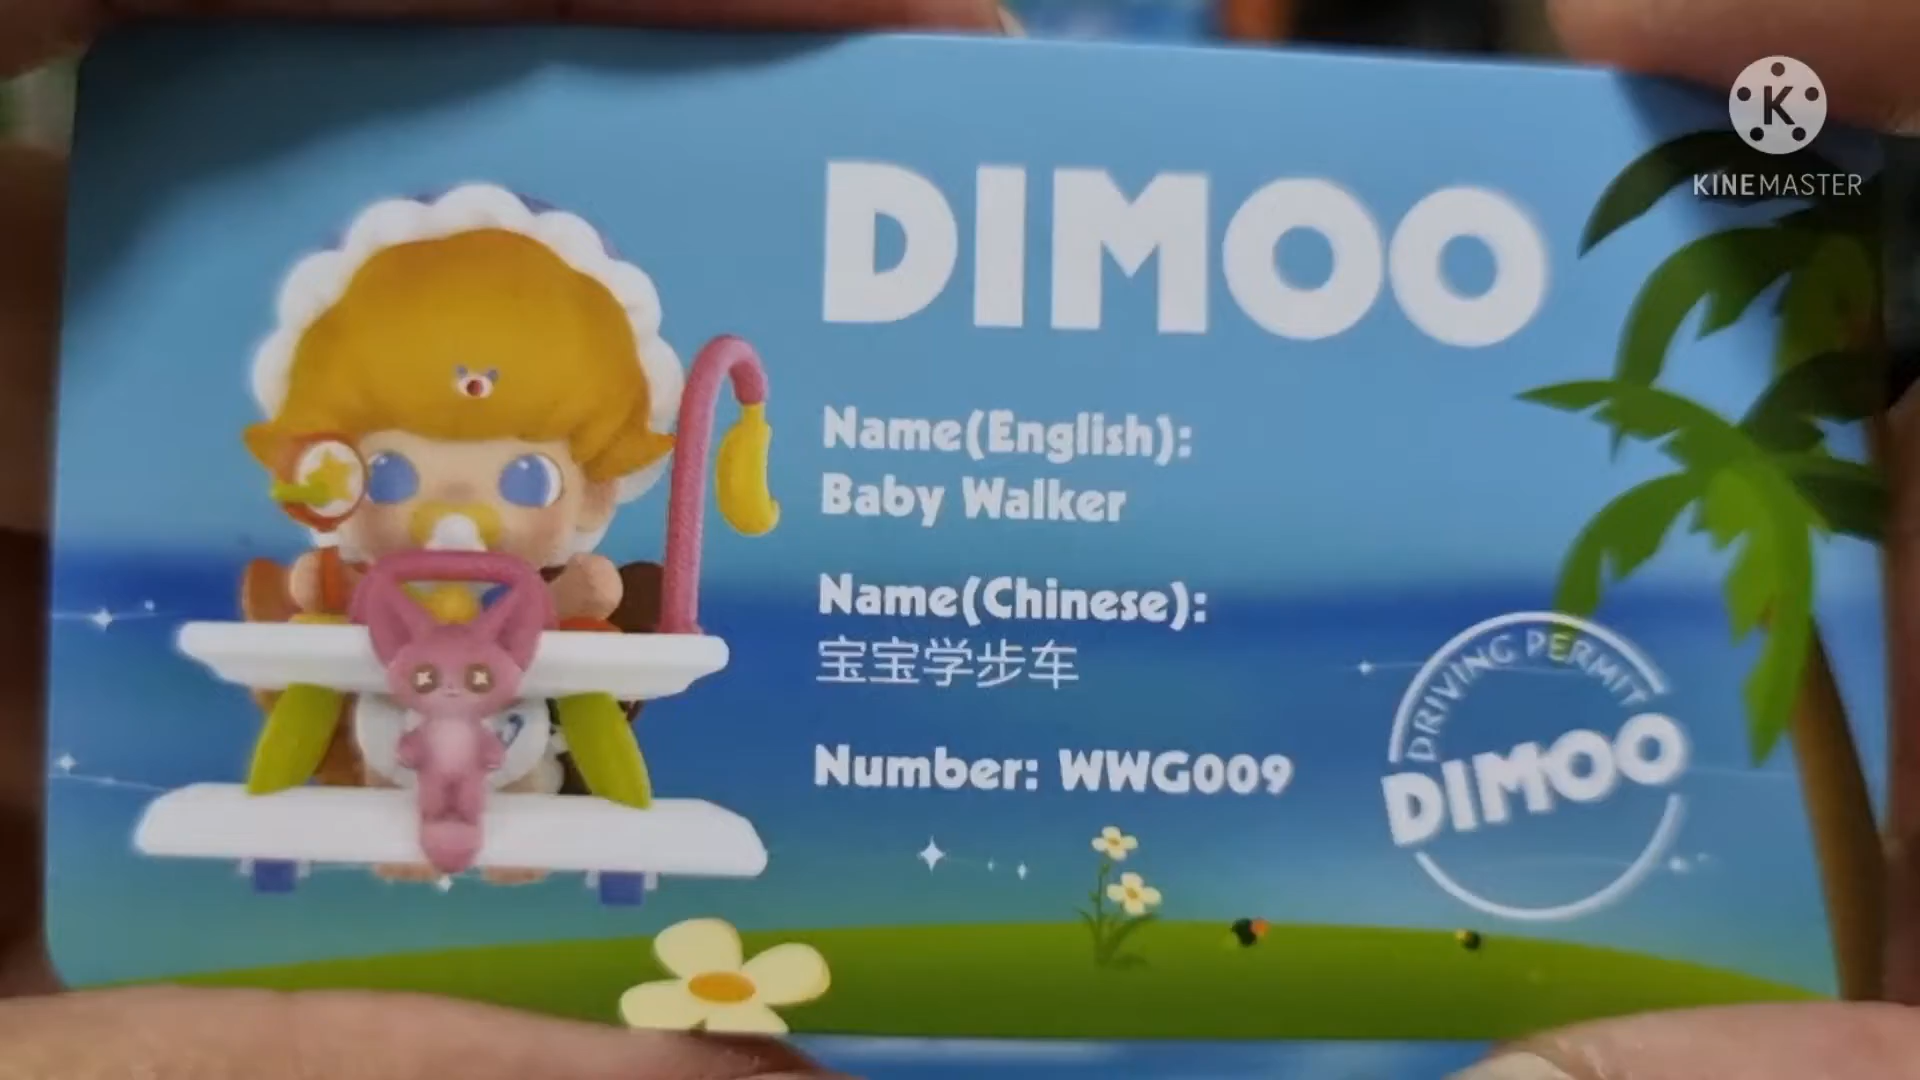 KINEMASTER
DIMOO
Name(English):
Baby Walker
Name(Chinese):
宝宝学步车
Number: WWG009
DRIVING PERMIT
DIMOO